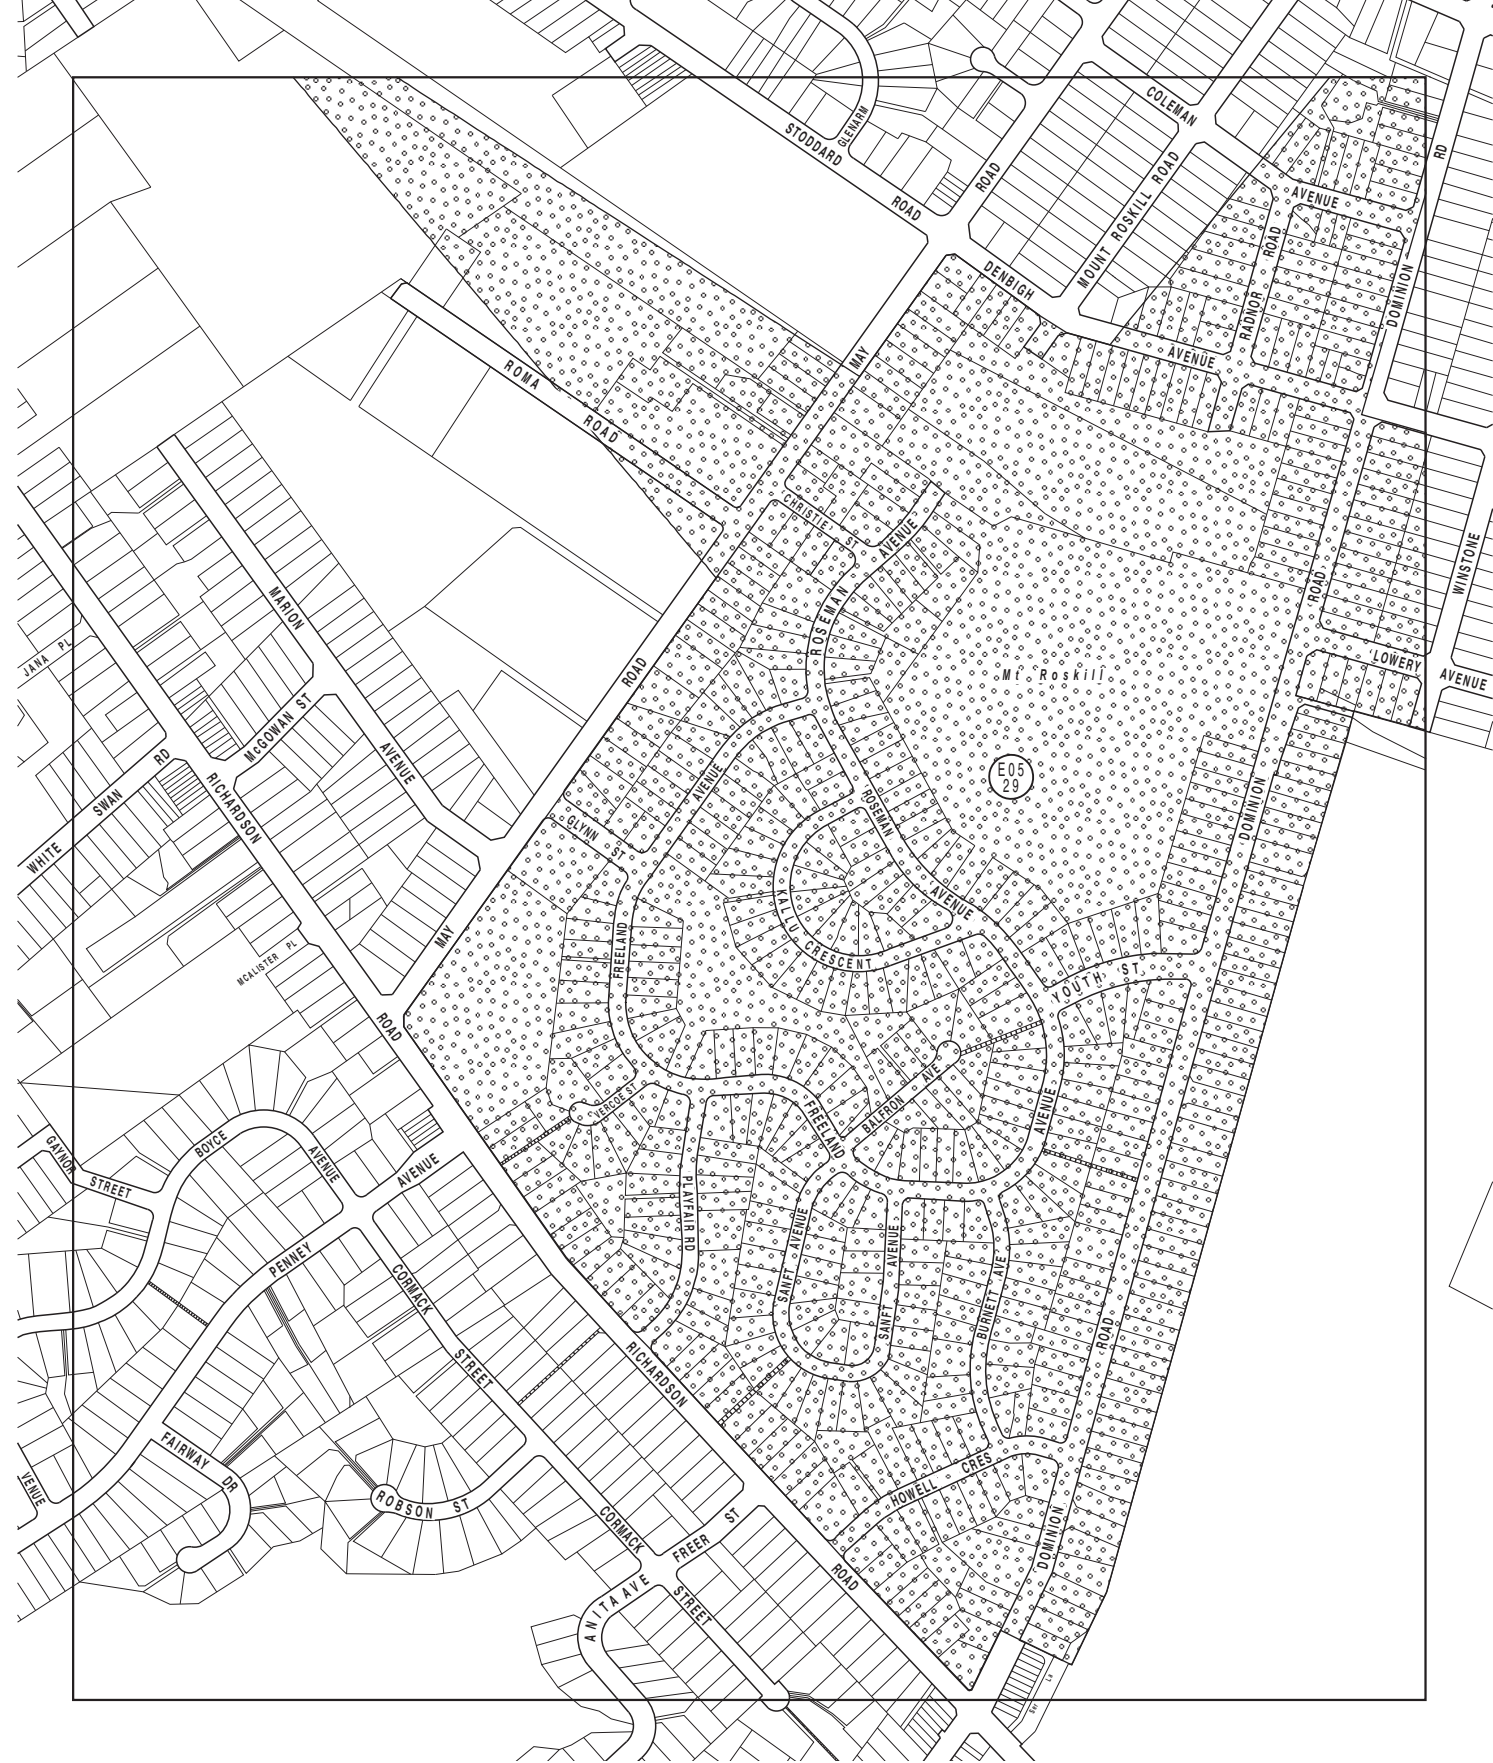 COLEMAN
GLENARM
STODDARD
RD
ROAD
ROAD
MOUNT ROSKILL ROAD
AVENUE
ROAD
DENBIGH
DOMINION
RADNOR
MAY
AVENUE
ROMA
ROAD
CHRISTIE ST
AVENUE
WINSTONE
ROAD
MARION
ROSEMAN
JANA PL
ROAD
LOWERY
AVENUE
Mt Roskill
McGOWAN ST
RD
AVENUE
E05
29
SWAN
RICHARDSON
AVENUE
ROSEMAN
DOMINION
WHITE
GLYNN ST
KALLU CRESCENT
AVENUE
MAY
FREELAND
MCALISTER PL
YOUTH ST
ROAD
AVE
BALFRON
VERCOE ST
FREELAND
AVENUE
GAYNOR
BOYCE
AVENUE
AVENUE
STREET
PLAYFAIR RD
SANFT AVENUE
AVENUE
SANFT
PENNEY
CORMACK
BURNETT AVE
ROAD
STREET
RICHARDSON
FAIRWAY DR
HOWELL CRES
VENUE
ROBSON ST
CORMACK
FREER ST
DOMINION
ROAD
ANITA AVE
STREET
Ser La